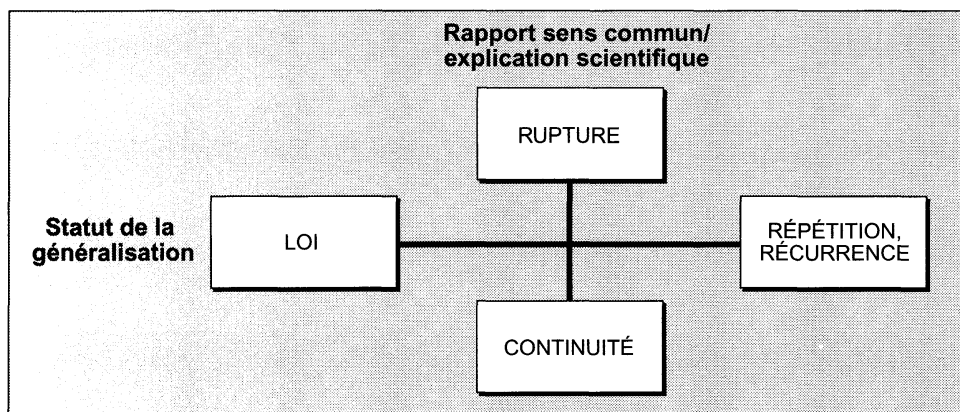 Rapport sens commun/
explication scientifique
RUPTURE
Statut de la
généralisation
LOI
RÉPÉTITION,
RÉCURRENCE
CONTINUITÉ